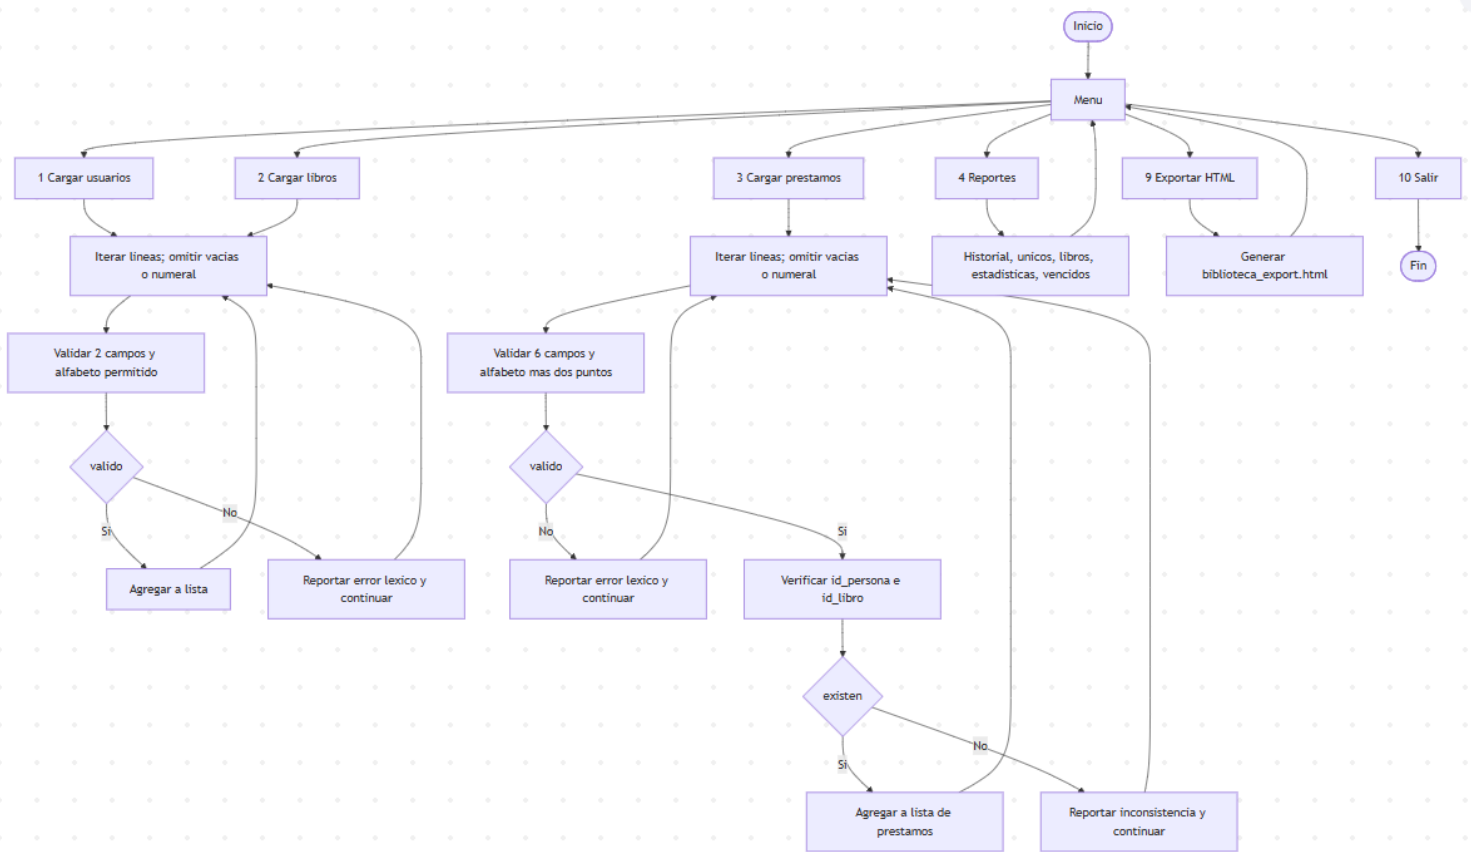 Inicio
Menu
1 Cargar usuarios
2 Cargar libros
3 Cargar prestamos
4 Reportes
9 Exportar HTML
10 Salir
Iterar lineas; omitir vacias
o numeral
Iterar lineas; omitir vacias
o numeral
Historial, unicos, libros,
estadisticas, vencidos
Generar
biblioteca_export.html
Fin
Validar 2 campos y
alfabeto permitido
Validar 6 campos y
alfabeto mas dos puntos
valido
valido
Si
No
No
Si
Agregar a lista
Reportar error lexico y
continuar
Reportar error lexico y
continuar
Verificar id_persona e
id_libro
existen
Si
No
Agregar a lista de
prestamos
Reportar inconsistencia y
continuar